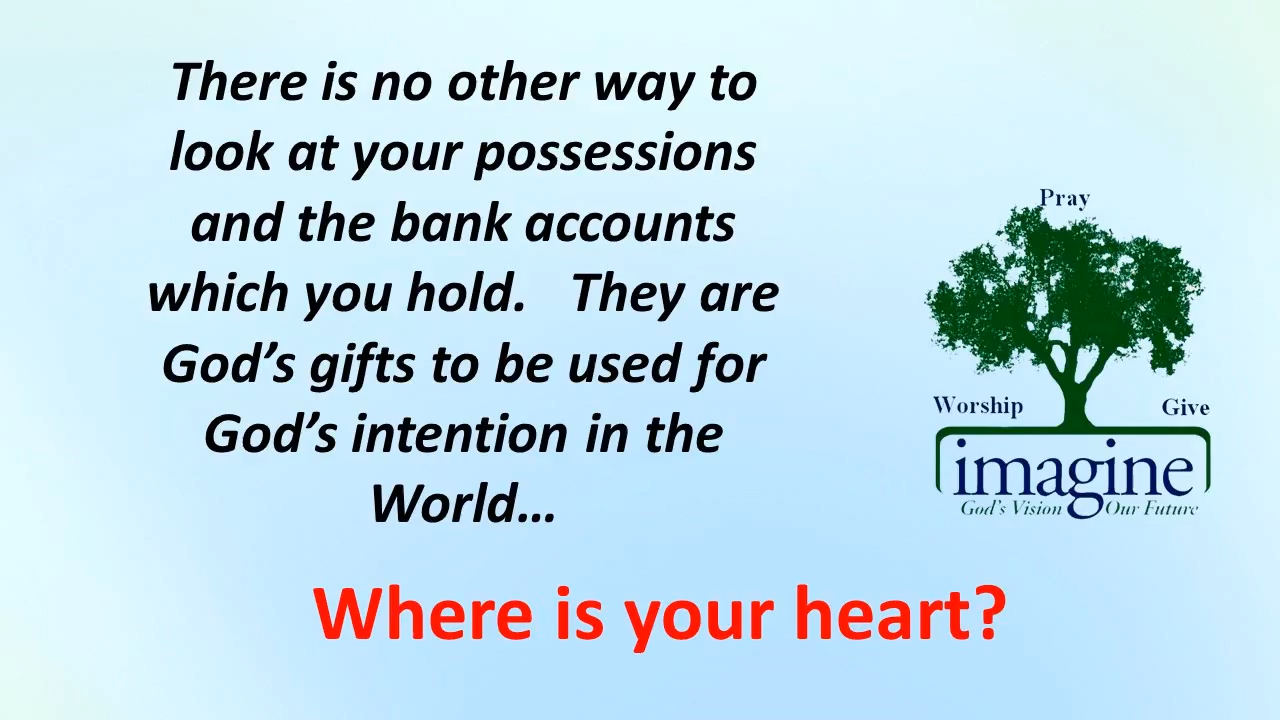 There is no other way to
look at your possessions
and the bank accounts
which you hold.   They are
God’s gifts to be used for
God’s intention in the
World…
Pray
Worship
Give
imagine
God's Vision
Our Future
Where is your heart?